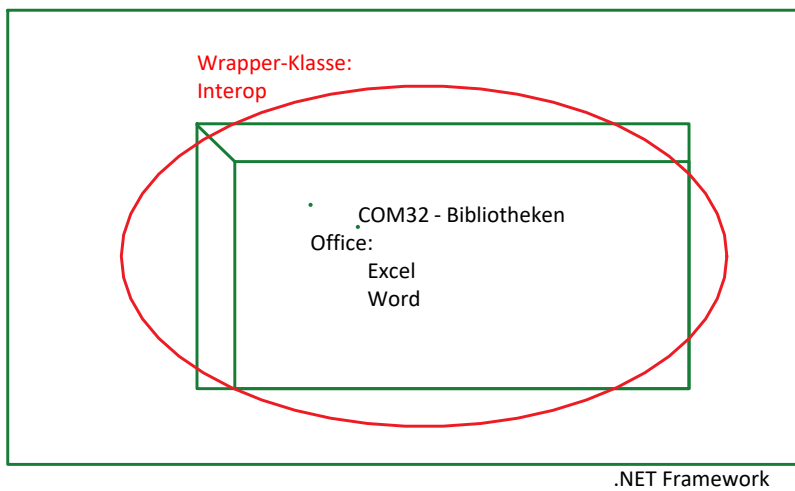 Wrapper-Klasse:
Interop
COM32 - Bibliotheken
Office:
Excel
Word
.NET Framework